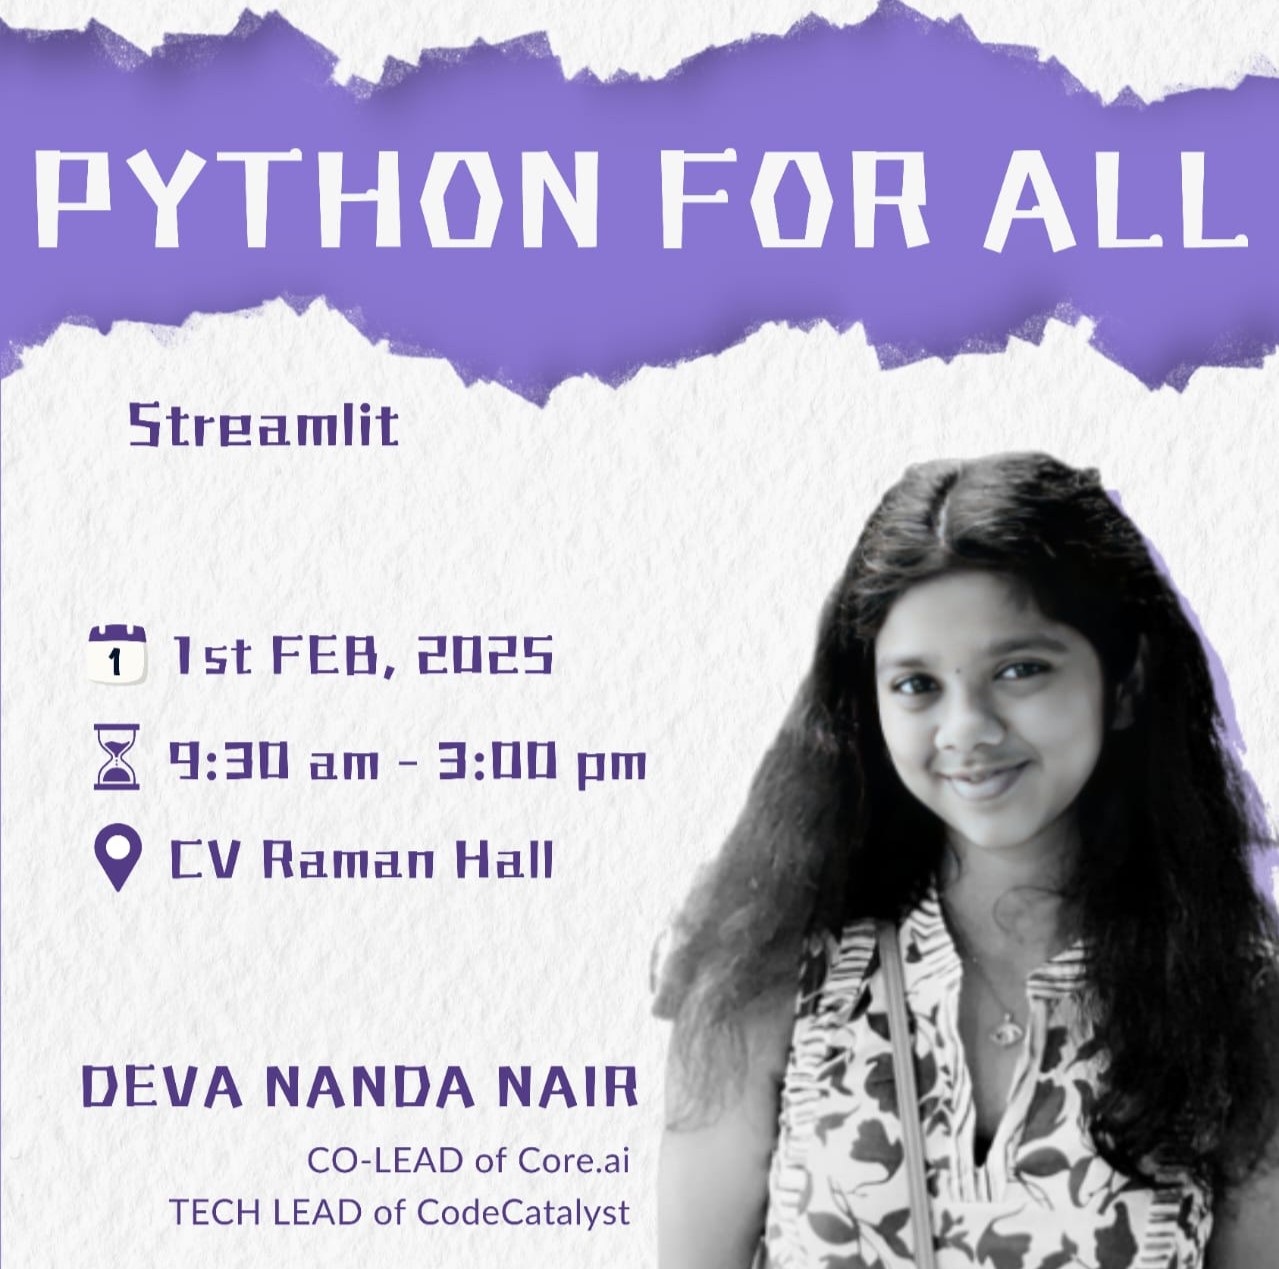 PYTHON FOR ALL
Streamlit
1
1st FEB, 2025
9:30 am - 3:00 pm
CV Raman Hall
DEVA NANDA NAIR
CO-LEAD of Core.ai
TECH LEAD of CodeCatalyst